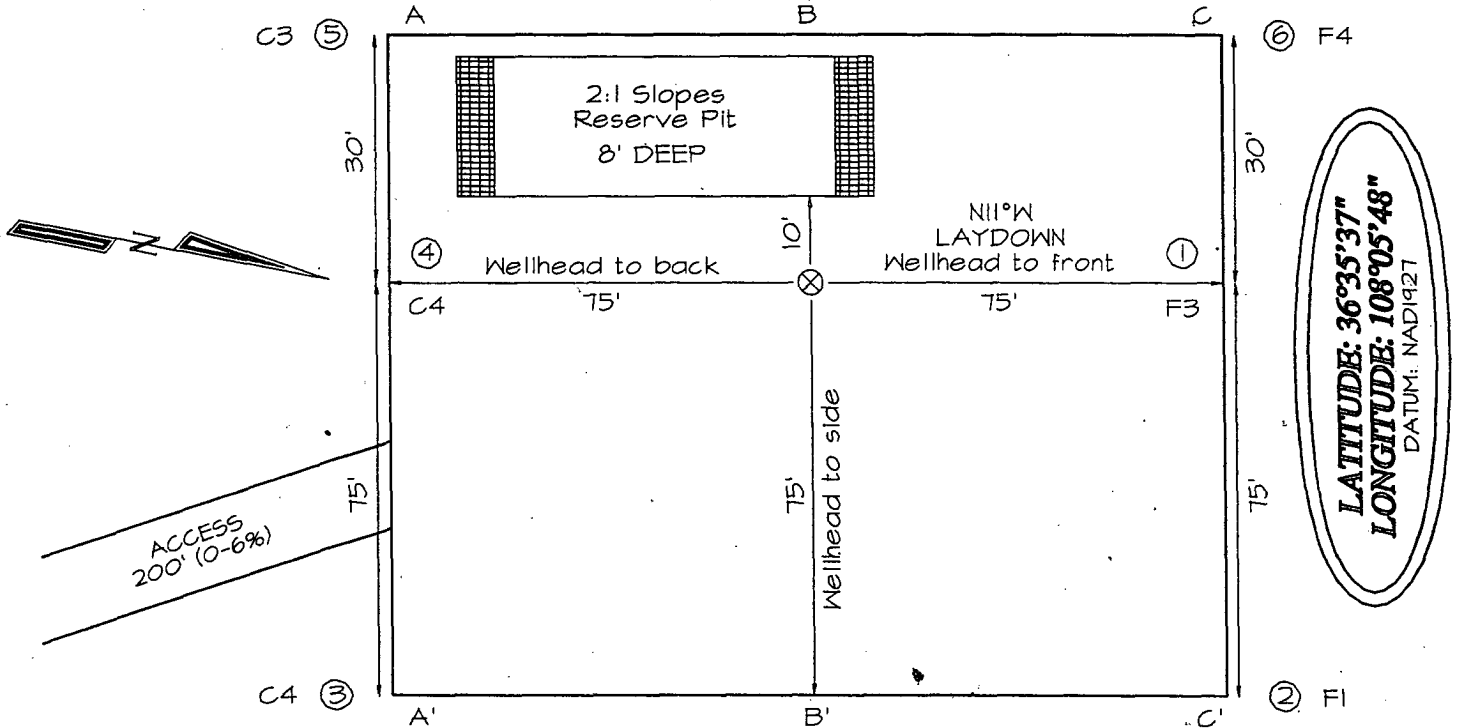 A B C
C3 ⑤ ⑥ F4
2:1 Slopes
Reserve Pit
8' DEEP
30' 30'
N
N11°W
LAYDOWN
10'
④ Wellhead to back Wellhead to front ①
C4 75' 75' F3
LATITUDE: 36°35'37"
LONGITUDE: 108°05'48"
DATUM: NAD1927
75' 75' Wellhead to side 75'
ACCESS
200' (0-6%)
C4 ③ ② F1
A' B' C'